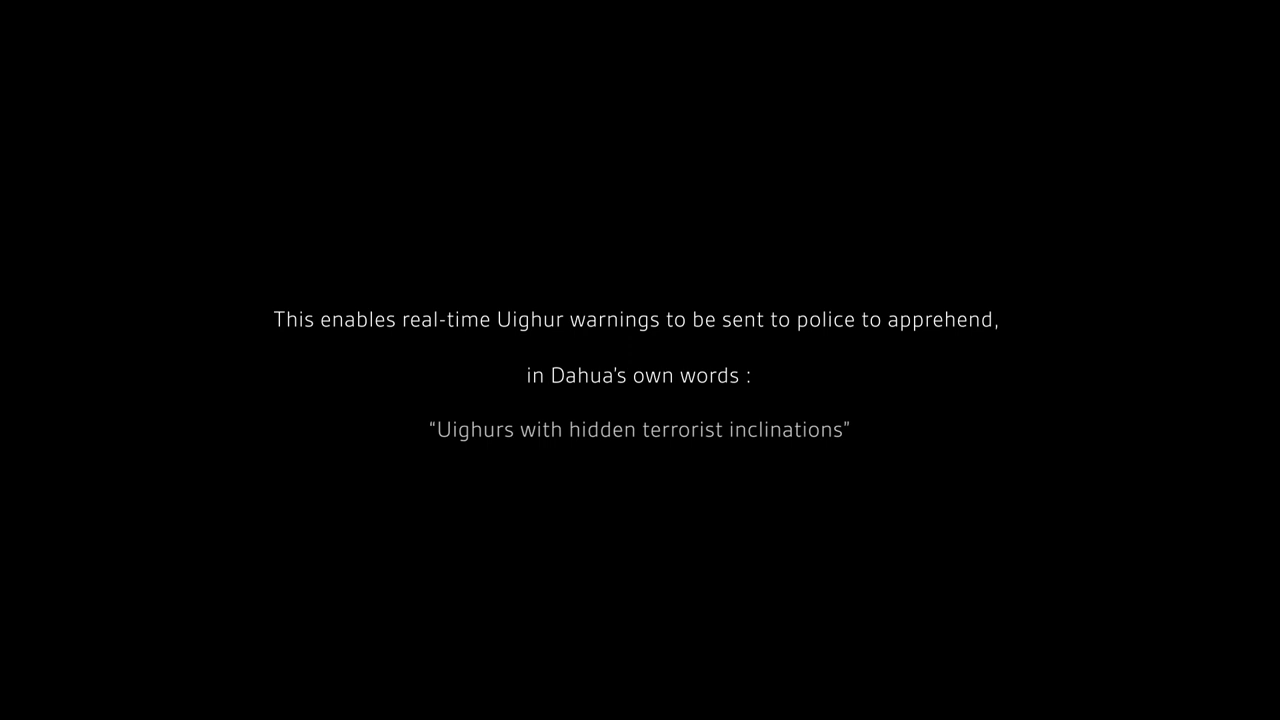 This enables real-time Uighur warnings to be sent to police to apprehend,
in Dahua's own words :
“Uighurs with hidden terrorist inclinations”